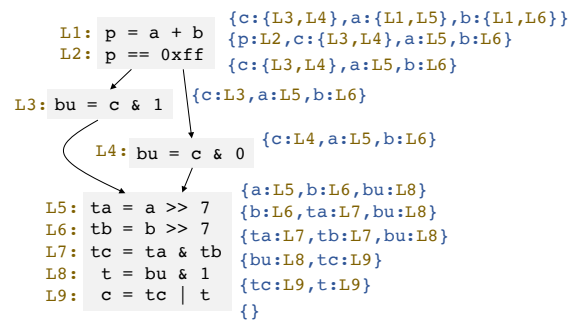 {c:{L3,L4},a:{L1,L5},b:{L1,L6}}
L1: p = a + b
{p:L2,c:{L3,L4},a:L5,b:L6}
L2: p == 0xff
{c:{L3,L4},a:L5,b:L6}
L3: bu = c & 1
{c:L3,a:L5,b:L6}
L4: bu = c & 0
{c:L4,a:L5,b:L6}
{a:L5,b:L6,bu:L8}
L5: ta = a >> 7
{b:L6,ta:L7,bu:L8}
L6: tb = b >> 7
{ta:L7,tb:L7,bu:L8}
L7: tc = ta & tb
{bu:L8,tc:L9}
L8: t = bu & 1
{tc:L9,t:L9}
L9: c = tc | t
{}